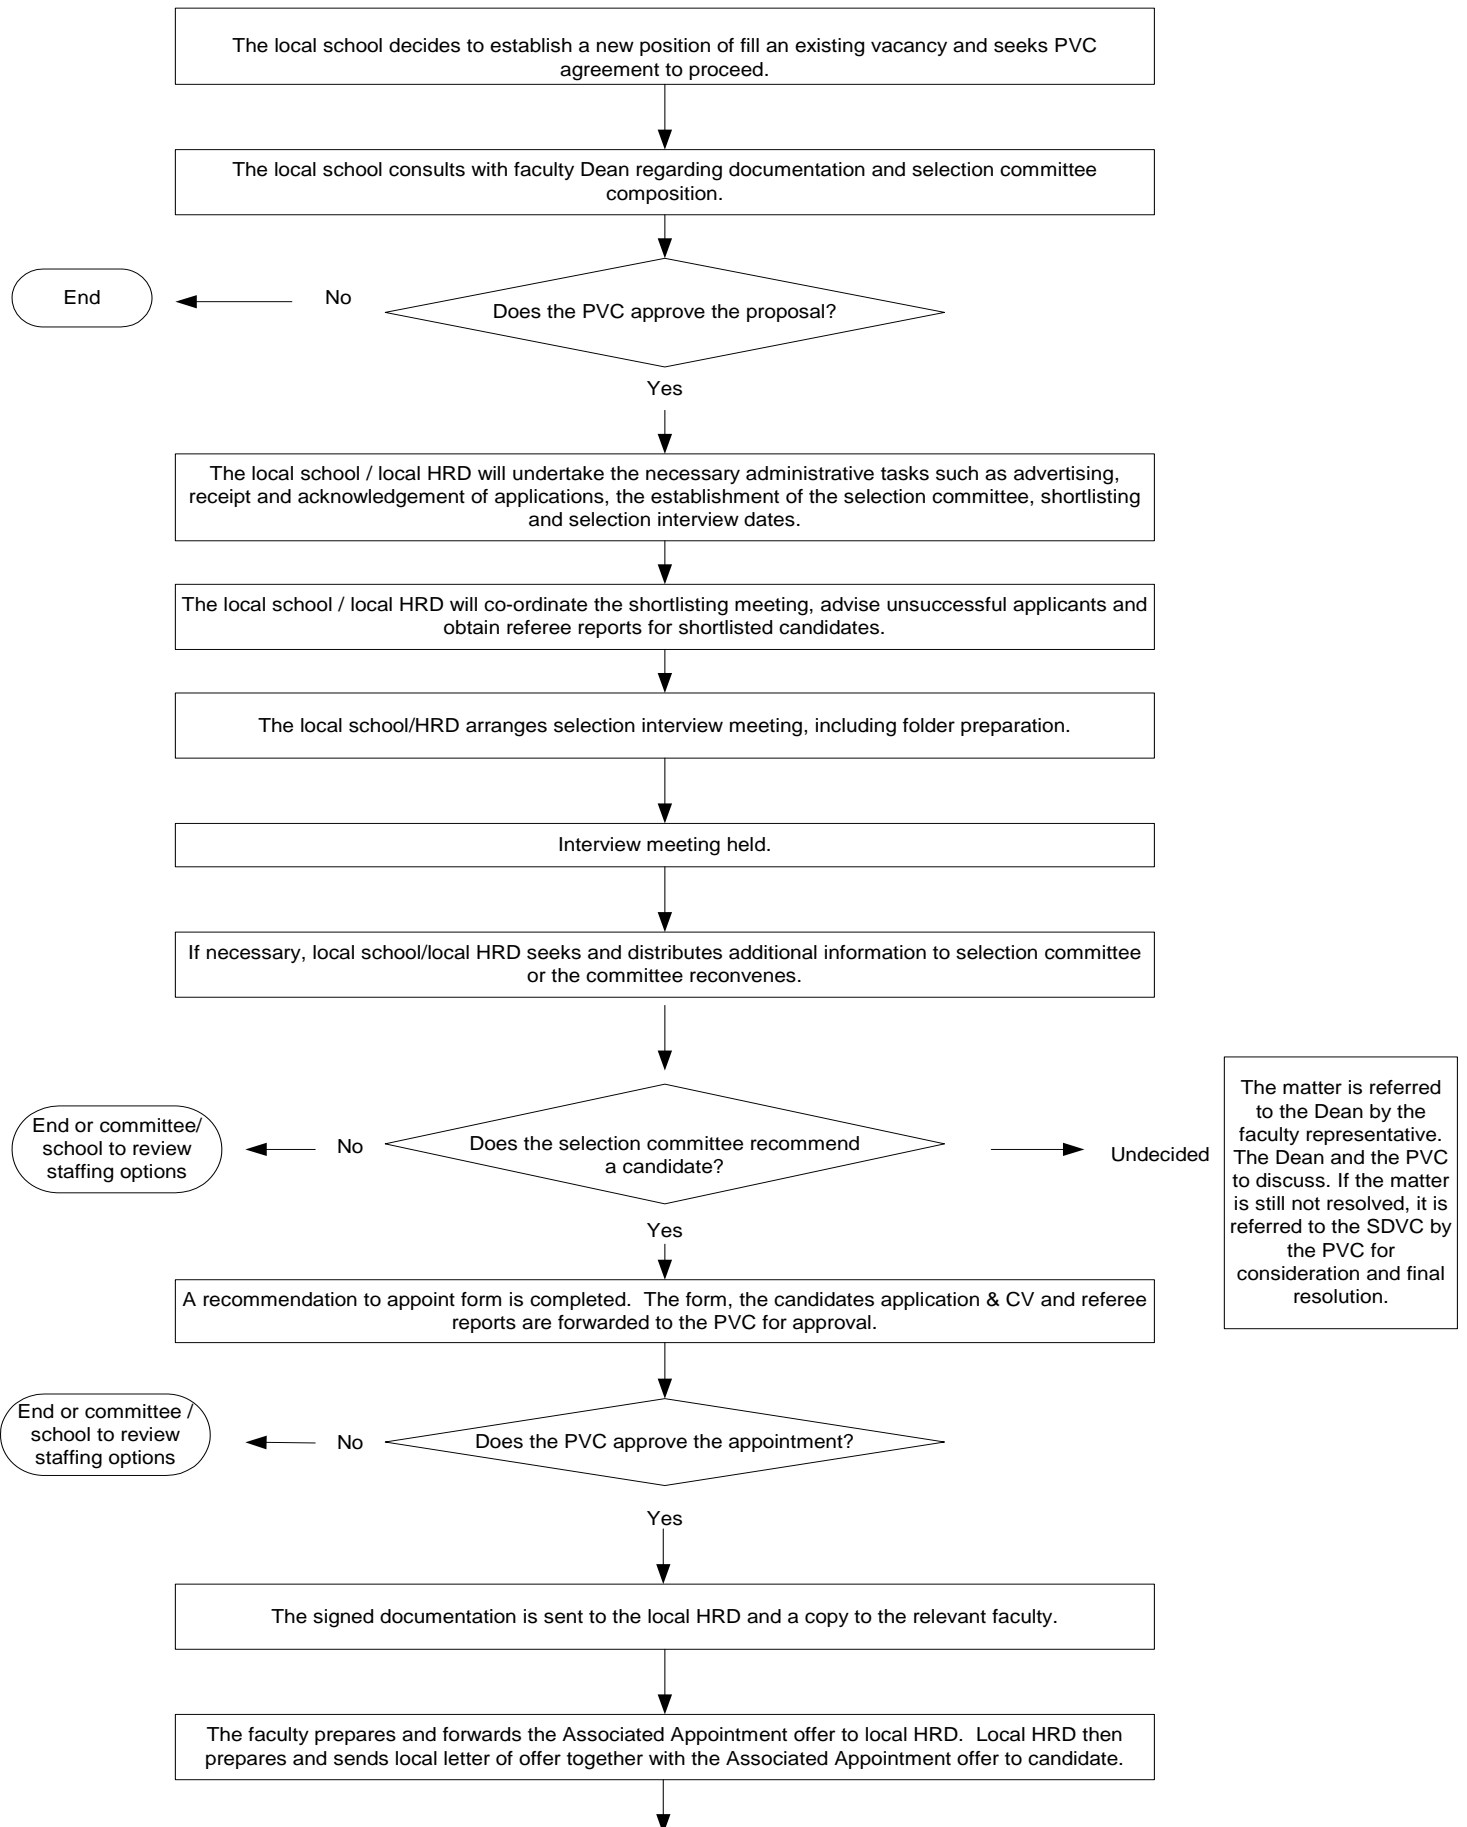 The local school decides to establish a new position of fill an existing vacancy and seeks PVC
agreement to proceed.
The local school consults with faculty Dean regarding documentation and selection committee
composition.
End
No
Does the PVC approve the proposal?
Yes
The local school / local HRD will undertake the necessary administrative tasks such as advertising,
receipt and acknowledgement of applications, the establishment of the selection committee, shortlisting
and selection interview dates.
The local school / local HRD will co-ordinate the shortlisting meeting, advise unsuccessful applicants and
obtain referee reports for shortlisted candidates.
The local school/HRD arranges selection interview meeting, including folder preparation.
Interview meeting held.
If necessary, local school/local HRD seeks and distributes additional information to selection committee
or the committee reconvenes.
End or committee/
school to review
staffing options
No
Does the selection committee recommend
a candidate?
Undecided
The matter is referred
to the Dean by the
faculty representative.
The Dean and the PVC
to discuss. If the matter
is still not resolved, it is
referred to the SDVC by
the PVC for
consideration and final
resolution.
Yes
A recommendation to appoint form is completed.  The form, the candidates application & CV and referee
reports are forwarded to the PVC for approval.
End or committee /
school to review
staffing options
No
Does the PVC approve the appointment?
Yes
The signed documentation is sent to the local HRD and a copy to the relevant faculty.
The faculty prepares and forwards the Associated Appointment offer to local HRD.  Local HRD then
prepares and sends local letter of offer together with the Associated Appointment offer to candidate.